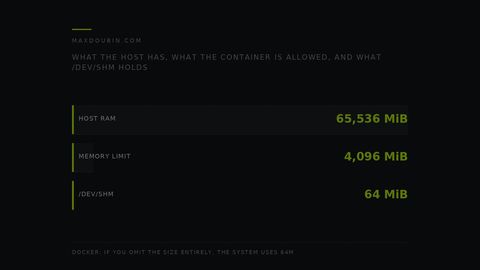 MAXDOURIN.COM
WHAT THE HOST HAS, WHAT THE CONTAINER IS ALLOWED, AND WHAT
/DEV/SHM HOLDS
HOST RAM 65,536 MiB
MEMORY LIMIT 4,096 MiB
/DEV/SHM 64 MiB
DOCKER: IF YOU OMIT THE SIZE ENTIRELY, THE SYSTEM USES 64M